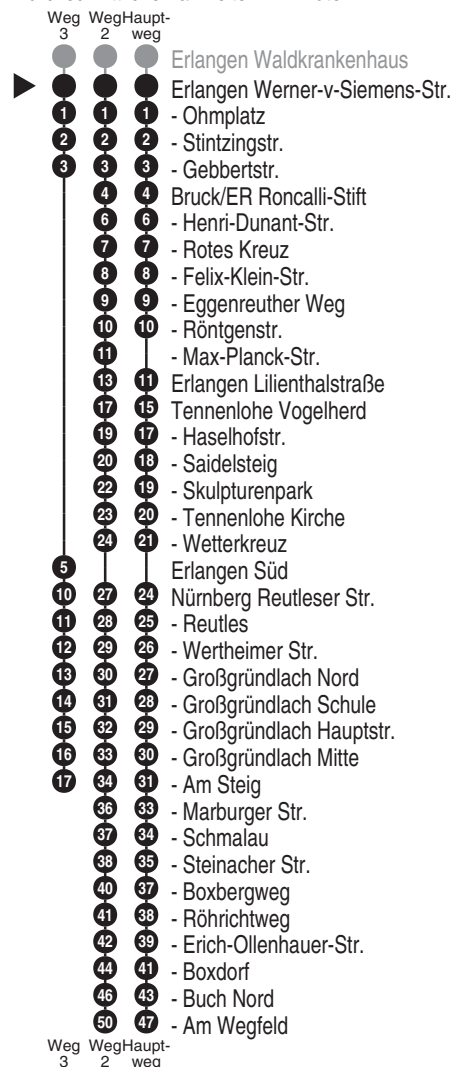 Weg WegHaupt-
3 2 weg
Erlangen Waldkrankenhaus
Erlangen Werner-v-Siemens-Str.
1 1 1 - Ohmplatz
2 2 2 - Stintzingstr.
3 3 3 - Gebbertstr.
4 4 Bruck/ER Roncalli-Stift
6 6 - Henri-Dunant-Str.
7 7 - Rotes Kreuz
8 8 - Felix-Klein-Str.
9 9 - Eggenreuther Weg
10 10 - Röntgenstr.
11 - Max-Planck-Str.
13 11 Erlangen Lilienthalstraße
17 15 Tennenlohe Vogelherd
19 17 - Haselhofstr.
20 18 - Saidelsteig
22 19 - Skulpturenpark
23 20 - Tennenlohe Kirche
24 21 - Wetterkreuz
5 Erlangen Süd
10 27 24 Nürnberg Reutleser Str.
11 28 25 - Reutles
12 29 26 - Wertheimer Str.
13 30 27 - Großgründlach Nord
14 31 28 - Großgründlach Schule
15 32 29 - Großgründlach Hauptstr.
16 33 30 - Großgründlach Mitte
17 34 31 - Am Steig
36 33 - Marburger Str.
37 34 - Schmalau
38 35 - Steinacher Str.
40 37 - Boxbergweg
41 38 - Röhrichtweg
42 39 - Erich-Ollenhauer-Str.
44 41 - Boxdorf
46 43 - Buch Nord
50 47 - Am Wegfeld
Weg WegHaupt-
3 2 weg